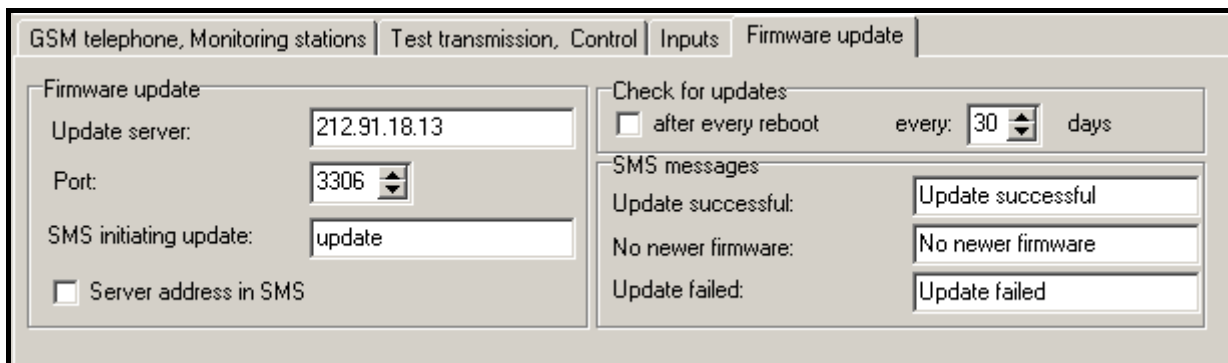 GSM telephone, Monitoring stations Test transmission, Control Inputs Firmware update
Firmware update
Update server: 212.91.18.13
Port: 3306
SMS initiating update: update
Server address in SMS
Check for updates
after every reboot every: 30 days
SMS messages
Update successful: Update successful
No newer firmware: No newer firmware
Update failed: Update failed